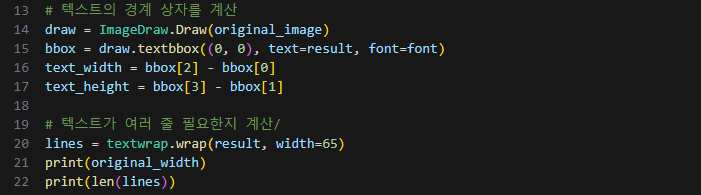 13 # 텍스트의 경계 상자를 계산
14 draw = ImageDraw.Draw(original_image)
15 bbox = draw.textbbox((0, 0), text=result, font=font)
16 text_width = bbox[2] - bbox[0]
17 text_height = bbox[3] - bbox[1]
18
19 # 텍스트가 여러 줄 필요한지 계산/
20 lines = textwrap.wrap(result, width=65)
21 print(original_width)
22 print(len(lines))